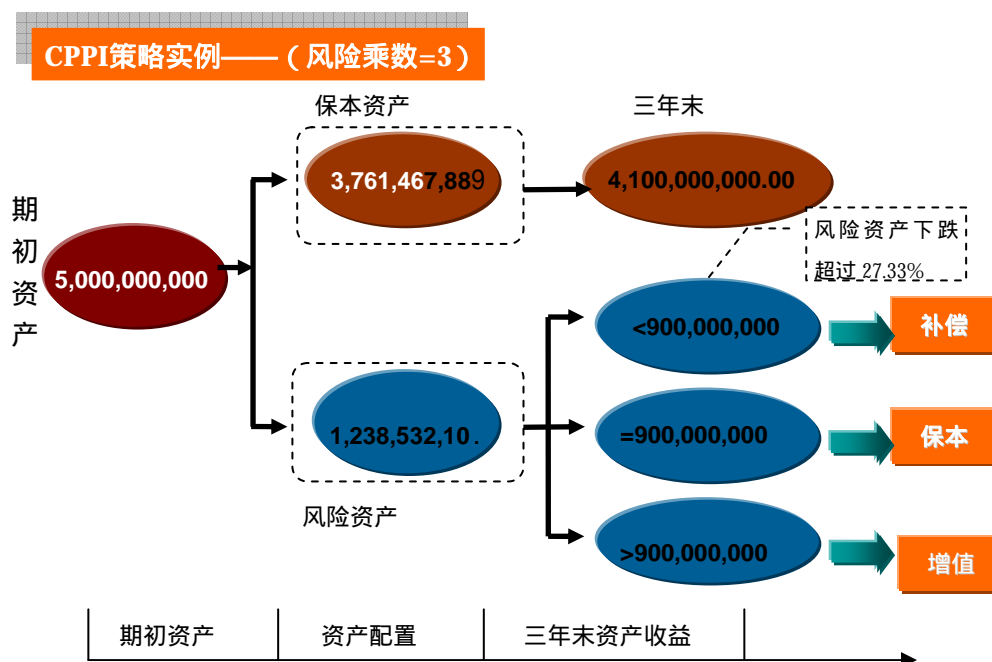 CPPI策略实例——（风险乘数=3）
保本资产
三年末
3,761,467,889
4,100,000,000.00
期初资产
5,000,000,000
风险资产下跌
超过 27.33%
<900,000,000
补偿
1,238,532,10.
=900,000,000
保本
风险资产
>900,000,000
增值
期初资产
资产配置
三年末资产收益